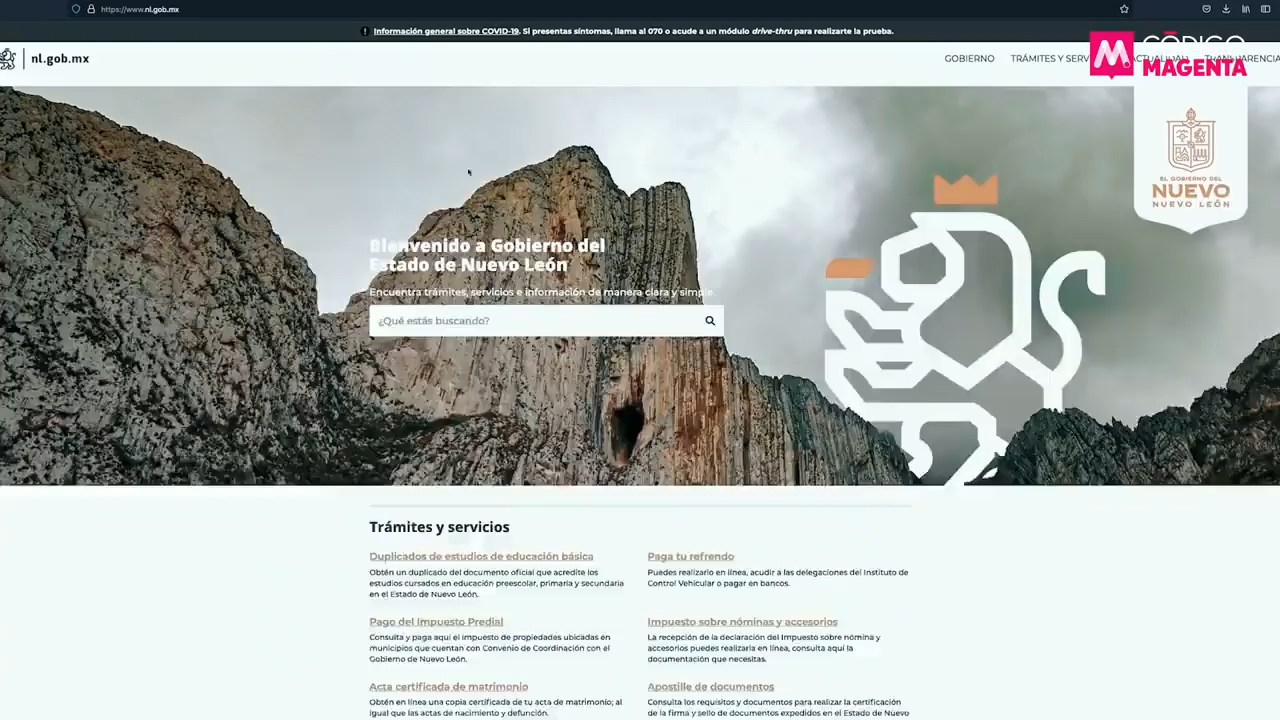 https://www.nl.gob.mx
Información general sobre COVID-19. Si presentas síntomas, llama al 070 o acude a un módulo drive-thru para realizarte la prueba.
nl.gob.mx
GOBIERNO
TRÁMITES Y SERV
ACTUALIDAD
TRANSPARENCIA
CÓDIGO
MAGENTA
EL GOBIERNO DEL
NUEVO
NUEVO LEÓN
Bienvenido a Gobierno del
Estado de Nuevo León
Encuentra trámites, servicios e información de manera clara y simple.
¿Qué estás buscando?
Trámites y servicios
Duplicados de estudios de educación básica
Obtén un duplicado del documento oficial que acredite los
estudios cursados en educación preescolar, primaria y secundaria
en el Estado de Nuevo León.
Paga tu refrendo
Puedes realizarlo en línea, acudir a las delegaciones del Instituto de
Control Vehicular o pagar en bancos.
Pago del Impuesto Predial
Consulta y paga aquí el impuesto de propiedades ubicadas en
municipios que cuentan con Convenio de Coordinación con el
Gobierno de Nuevo León.
Impuesto sobre nóminas y accesorios
La recepción de la declaración del Impuesto sobre nómina y
accesorios puedes realizarla en línea, consulta aquí la
documentación que necesitas.
Acta certificada de matrimonio
Obtén en línea una copia certificada de tu acta de matrimonio; al
igual que las actas de nacimiento y defunción.
Apostille de documentos
Consulta los requisitos y documentos para realizar la certificación
de la firma y sello de documentos expedidos en el Estado de Nuevo